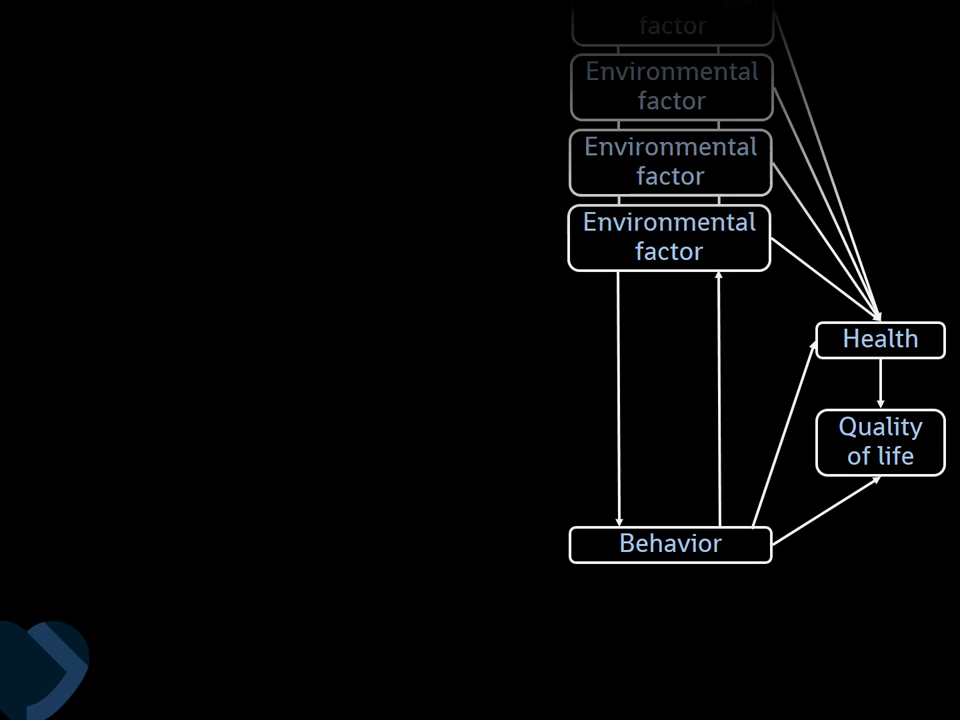 factor
Environmental
factor
Environmental
factor
Environmental
factor
Health
Quality
of life
Behavior